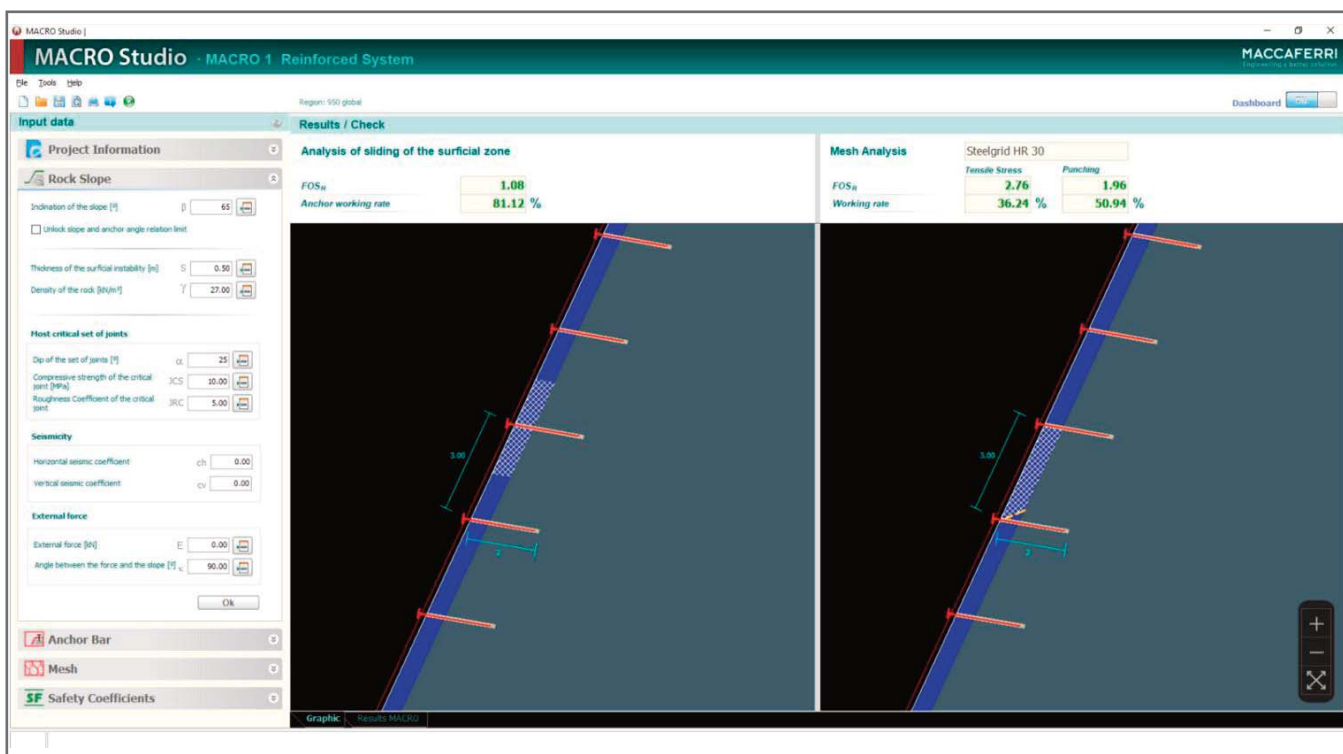 MACRO Studio |
MACRO Studio - MACRO 1 Reinforced System
MACCAFERRI
Engineering a better solution
File Tools Help
Region: 950 global
Dashboard ON
Input data
Results / Check
Project Information
Rock Slope
Inclination of the slope [º] β 65
Unlock slope and anchor angle relation limit
Thickness of the surficial instability [m] S 0.50
Density of the rock [kN/m³] γ 27.00
Most critical set of joints
Dip of the set of joints [º] α 25
Compressive strength of the critical joint [MPa] JCS 10.00
Roughness Coefficient of the critical joint JRC 5.00
Seismicity
Horizontal seismic coefficient ch 0.00
Vertical seismic coefficient cv 0.00
External force
External force [kN] E 0.00
Angle between the force and the slope [º] 90.00
Ok
Anchor Bar
Mesh
SF Safety Coefficients
Analysis of sliding of the surficial zone
FOS_R 1.08
Anchor working rate 81.12 %
3.00
2
Mesh Analysis Steelgrid HR 30
Tensile Stress Punching
FOS_R 2.76 1.96
Working rate 36.24 % 50.94 %
3.00
2
Graphic Results MACRO